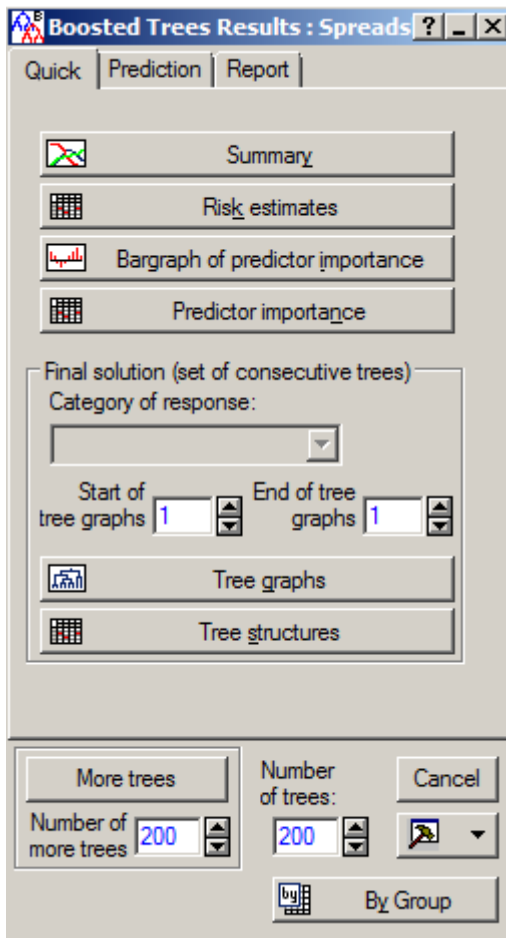 Boosted Trees Results : Spreads
Quick
Prediction
Report
Summary
Risk estimates
Bargraph of predictor importance
Predictor importance
Final solution (set of consecutive trees)
Category of response:
Start of
tree graphs
1
End of tree
graphs
1
Tree graphs
Tree structures
More trees
Number of
more trees
200
Number
of trees:
200
Cancel
by
By Group